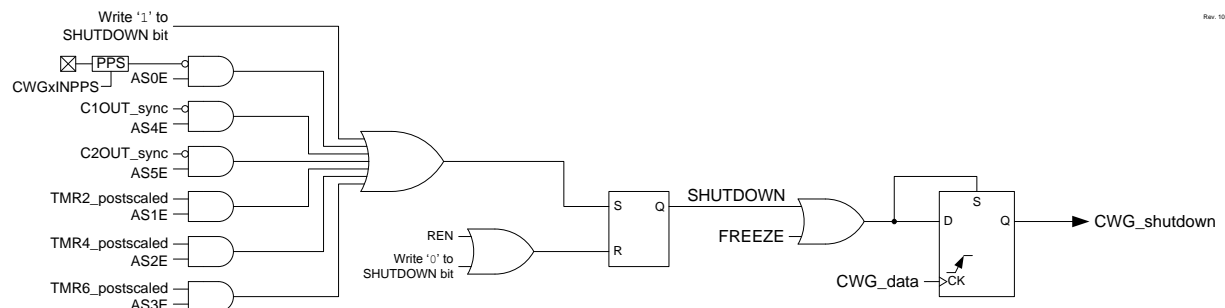 Write ‘1’ to
SHUTDOWN bit
Rev. 10
PPS
AS0E
CWGxINPPS
C1OUT_sync
AS4E
C2OUT_sync
AS5E
TMR2_postscaled
AS1E
TMR4_postscaled
AS2E
TMR6_postscaled
AS3E
REN
Write ‘0’ to
SHUTDOWN bit
S
Q
R
SHUTDOWN
FREEZE
S
D
Q
CWG_data
CK
CWG_shutdown